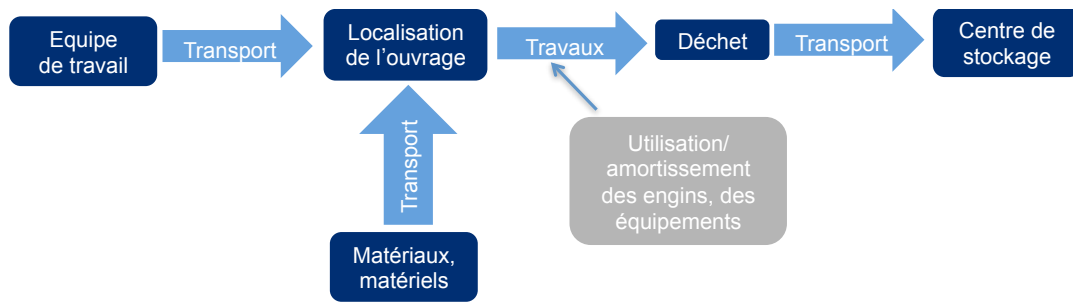 Equipe
de travail
Transport
Localisation
de l'ouvrage
Travaux
Déchet
Transport
Centre de
stockage
Transport
Utilisation/
amortissement
des engins, des
équipements
Matériaux,
matériels